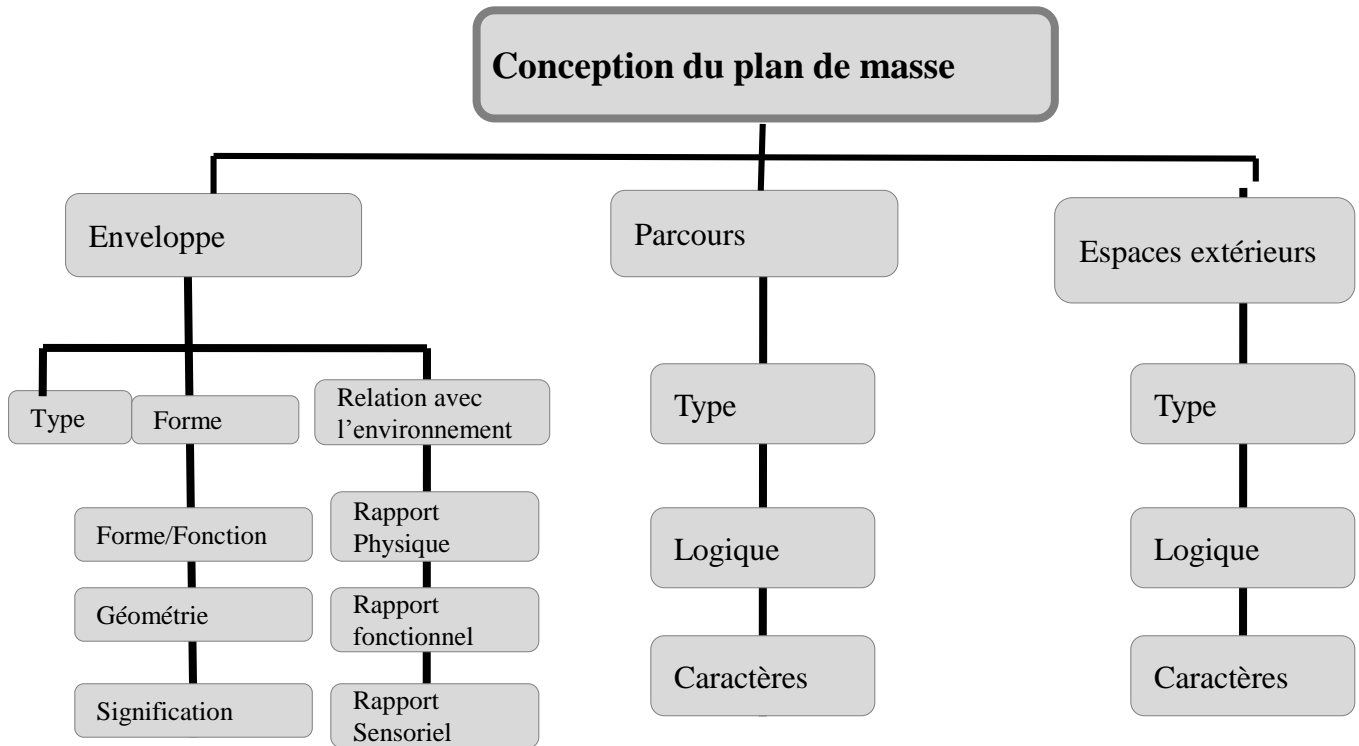 Conception du plan de masse
Enveloppe
Parcours
Espaces extérieurs
Type
Forme
Relation avec
l’environnement
Type
Type
Forme/Fonction
Rapport
Physique
Logique
Logique
Géométrie
Rapport
fonctionnel
Caractères
Caractères
Signification
Rapport
Sensoriel